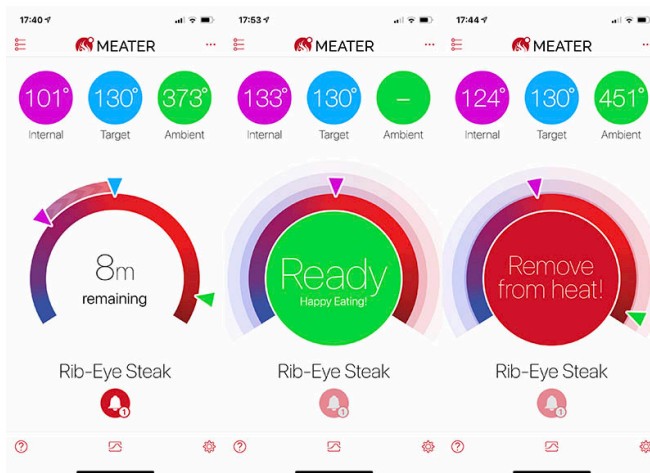 17:40
MEATER
101°
130°
373°
Internal
Target
Ambient
8m
remaining
Rib-Eye Steak
1
?
17:53
MEATER
133°
130°
–
Internal
Target
Ambient
Ready
Happy Eating!
Rib-Eye Steak
1
?
17:44
MEATER
124°
130°
451°
Internal
Target
Ambient
Remove
from heat!
Rib-Eye Steak
1
?